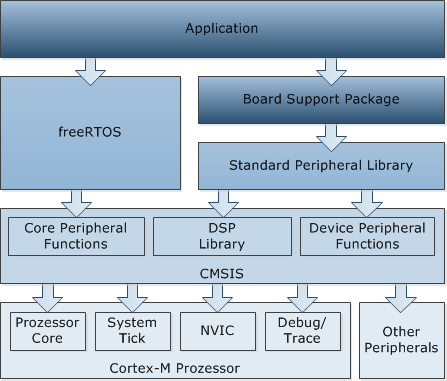 Application
freeRTOS
Board Support Package
Standard Peripheral Library
Core Peripheral
Functions
DSP
Library
Device Peripheral
Functions
CMSIS
Prozessor
Core
System
Tick
NVIC
Debug/
Trace
Cortex-M Prozessor
Other
Peripherals